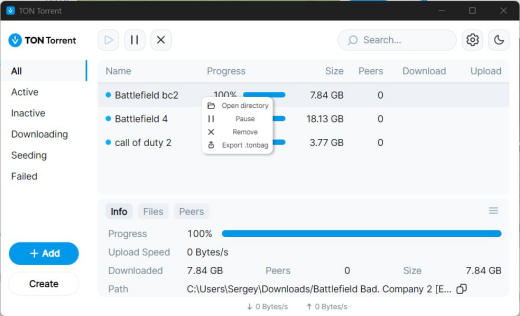 TON Torrent
TON Torrent
Search...
All
Active
Inactive
Downloading
Seeding
Failed
+ Add
Create
Name Progress Size Peers Download Upload
Battlefield bc2 100% 7.84 GB 0
Battlefield 4 18.13 GB 0
call of duty 2 3.77 GB 0
Open directory
Pause
Remove
Export .tonbag
Info Files Peers
Progress 100%
Upload Speed 0 Bytes/s
Downloaded 7.84 GB Peers 0 Size 7.84 GB
Path C:\Users\Sergey\Downloads/Battlefield Bad. Company 2 [E...
↓ 0 Bytes/s ↑ 0 Bytes/s